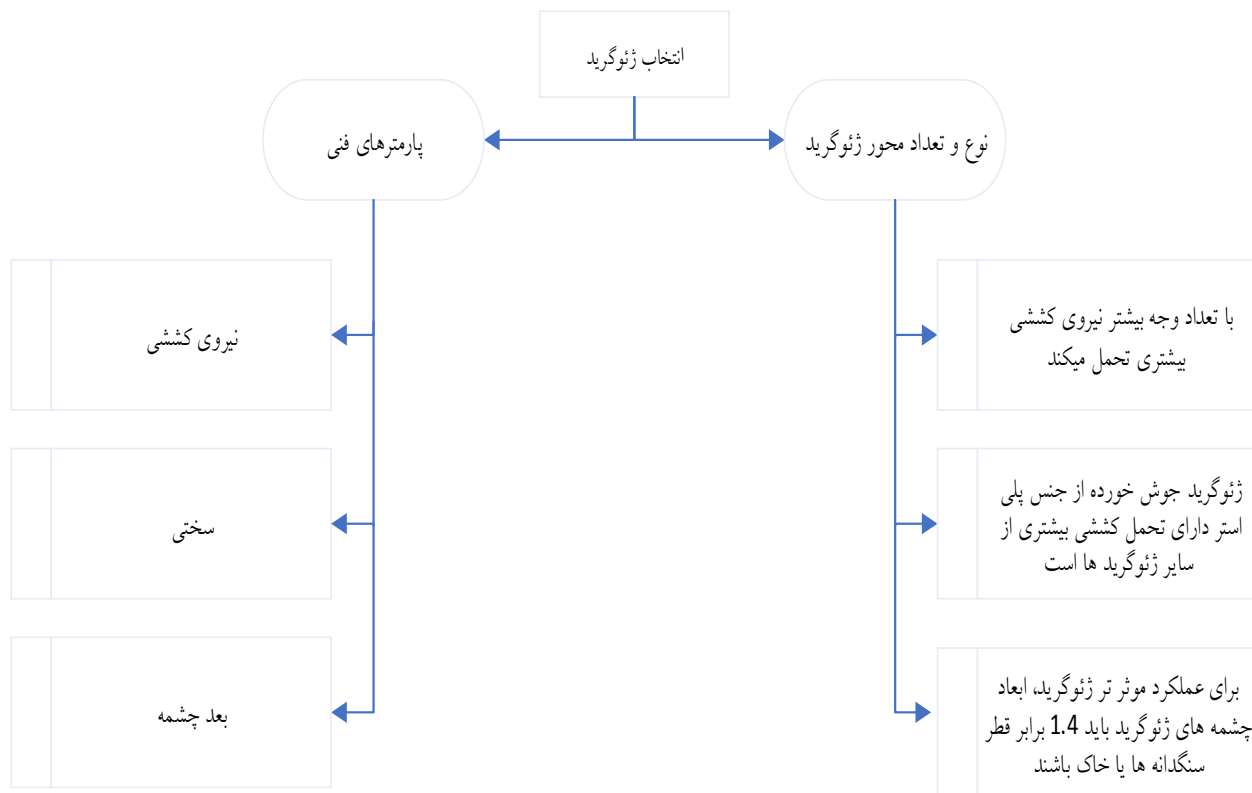 انتخاب ژئوگرید
نوع و تعداد محور ژئوگرید
پارمترهای فنی
با تعداد وجه بیشتر نیروی کششی
بیشتری تحمل میکند
ژئوگرید جوش خورده از جنس پلی
استر دارای تحمل کششی بیشتری از
سایر ژئوگرید ها است
برای عملکرد موثر تر ژئوگرید، ابعاد
چشمه های ژئوگرید باید 1.4 برابر قطر
سنگدانه ها یا خاک باشند
نیروی کششی
سختی
بعد چشمه